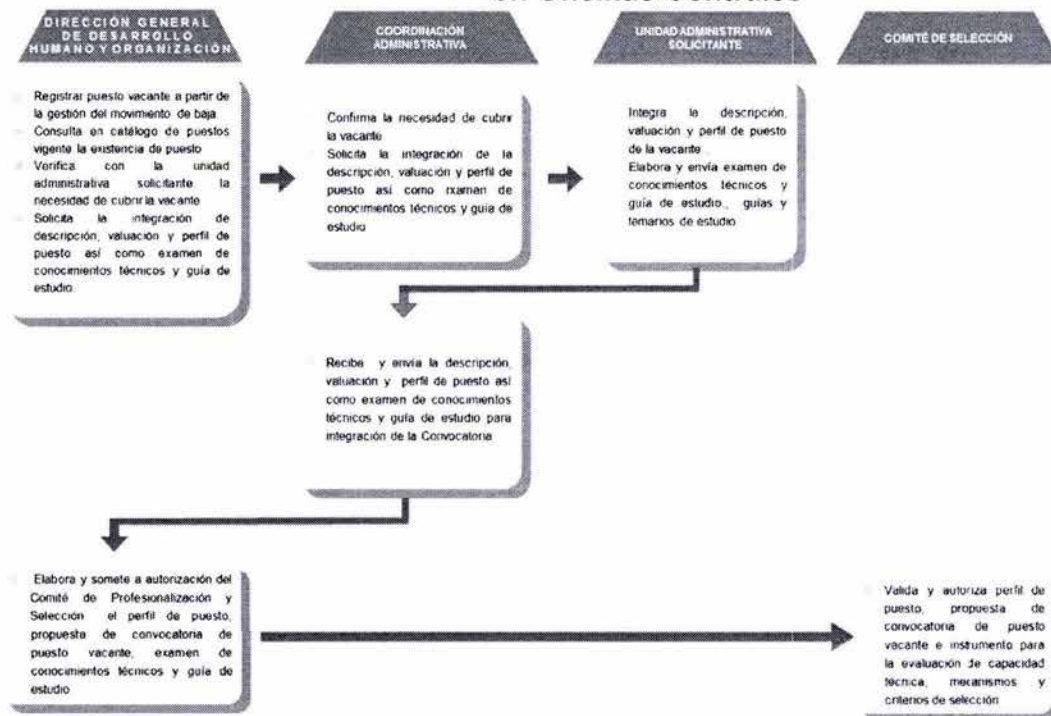 en Oficinas Centrales
DIRECCIÓN GENERAL
DE DESARROLLO
HUMANO Y ORGANIZACIÓN
COORDINACIÓN
ADMINISTRATIVA
UNIDAD ADMINISTRATIVA
SOLICITANTE
COMITÉ DE SELECCIÓN
Registrar puesto vacante a partir de
la gestión del movimiento de baja
Consulta en catálogo de puestos
vigente la existencia de puesto
Verifica con la unidad
administrativa solicitante la
necesidad de cubrir la vacante
Solicita la integración de
descripción, valuación y perfil de
puesto así como examen de
conocimientos técnicos y guía de
estudio
Confirma la necesidad de cubrir
la vacante
Solicita la integración de la
descripción, valuación y perfil de
puesto así como rxamen de
conocimientos técnicos y guía de
estudio
Integra la descripción,
valuación y perfil de puesto
de la vacante .
Elabora y envía examen de
conocimientos técnicos y
guía de estudio., guías y
temarios de estudio
Recibe y envía la descripción,
valuación y perfil de puesto así
como examen de conocimientos
técnicos y guía de estudio para
integración de la Convocatoria
Elabora y somete a autorización del
Comité de Profesionalización y
Selección el perfil de puesto,
propuesta de convocatoria de
puesto vacante, examen de
conocimientos técnicos y guía de
estudio
Valida y autoriza perfil de
puesto, propuesta de
convocatoria de puesto
vacante e instrumento para
la evaluación de capacidad
técnica, mecanismos y
criterios de selección